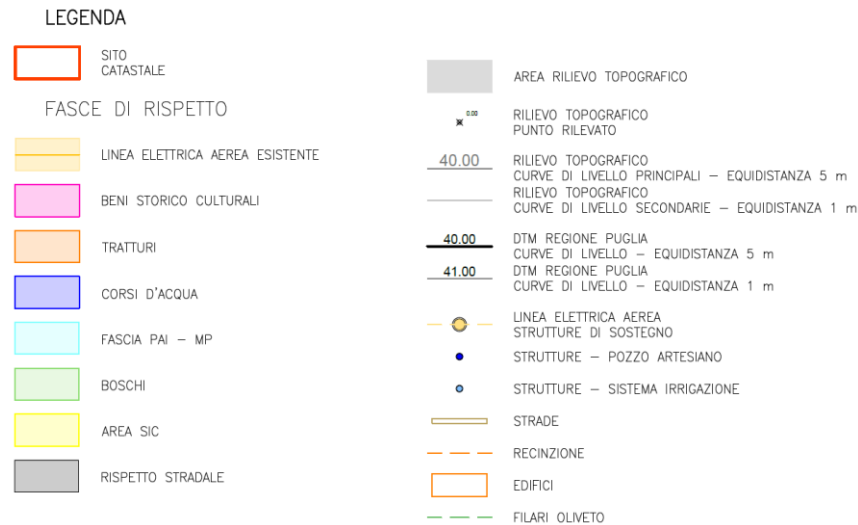 LEGENDA
SITO
CATASTALE
FASCE DI RISPETTO
LINEA ELETTRICA AEREA ESISTENTE
BENI STORICO CULTURALI
TRATTURI
CORSI D'ACQUA
FASCIA PAI – MP
BOSCHI
AREA SIC
RISPETTO STRADALE
AREA RILIEVO TOPOGRAFICO
0.00
RILIEVO TOPOGRAFICO
PUNTO RILEVATO
40.00
RILIEVO TOPOGRAFICO
CURVE DI LIVELLO PRINCIPALI – EQUIDISTANZA 5 m
RILIEVO TOPOGRAFICO
CURVE DI LIVELLO SECONDARIE – EQUIDISTANZA 1 m
40.00
DTM REGIONE PUGLIA
CURVE DI LIVELLO – EQUIDISTANZA 5 m
41.00
DTM REGIONE PUGLIA
CURVE DI LIVELLO – EQUIDISTANZA 1 m
LINEA ELETTRICA AEREA
STRUTTURE DI SOSTEGNO
STRUTTURE – POZZO ARTESIANO
STRUTTURE – SISTEMA IRRIGAZIONE
STRADE
RECINZIONE
EDIFICI
FILARI OLIVETO